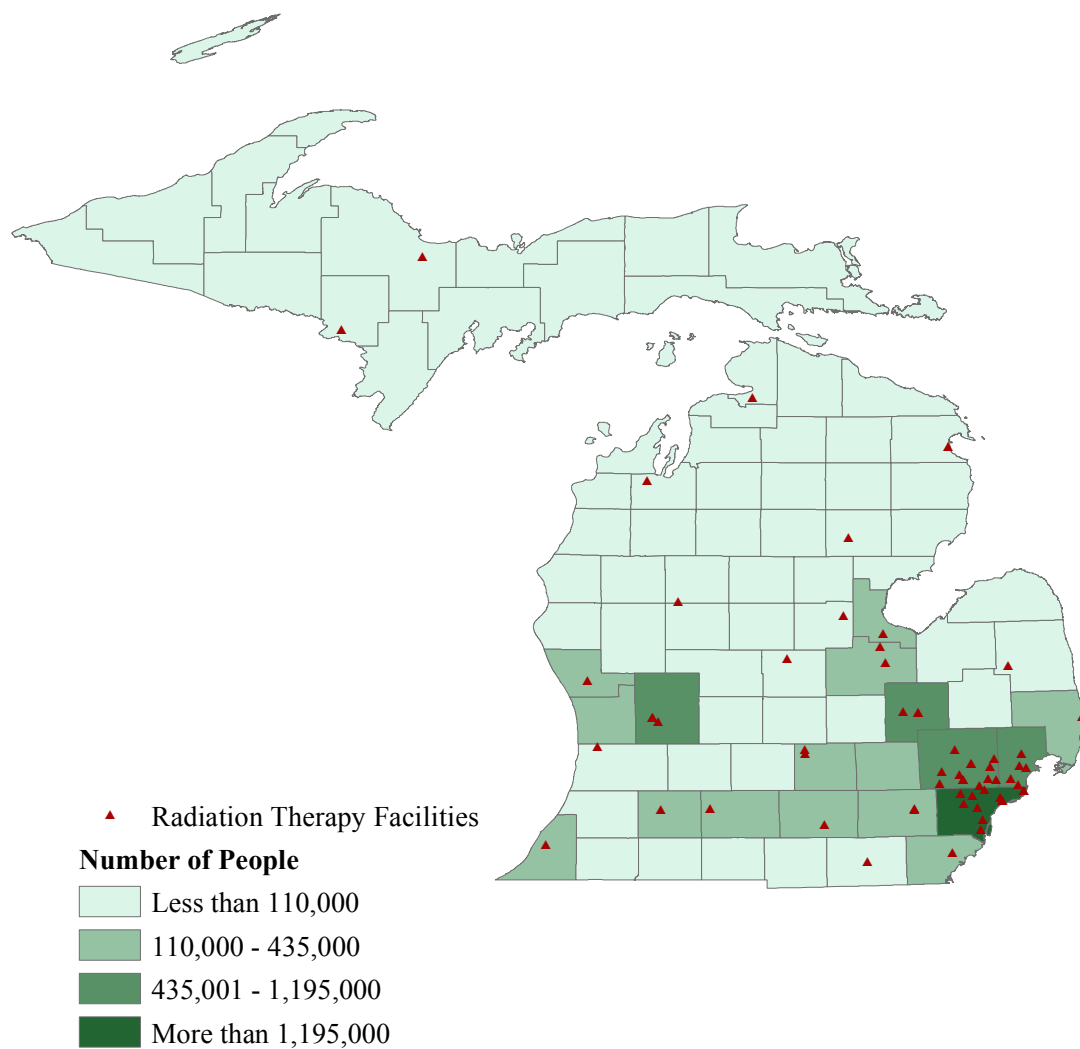 Radiation Therapy Facilities
Number of People
Less than 110,000
110,000 - 435,000
435,001 - 1,195,000
More than 1,195,000